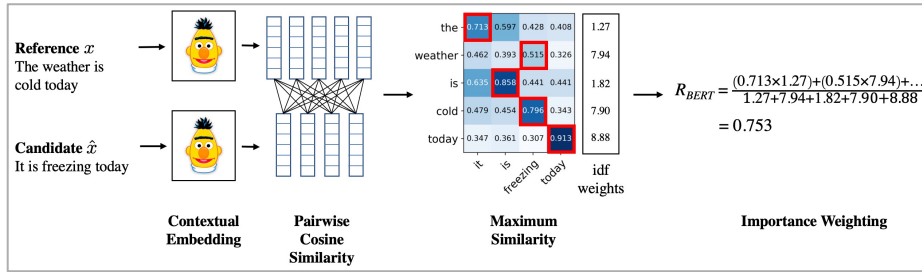 Reference x
The weather is
cold today
Candidate x̂
It is freezing today
Contextual
Embedding
Pairwise
Cosine
Similarity
the 0.713 0.597 0.428 0.408 1.27
weather 0.462 0.393 0.515 0.326 7.94
is 0.635 0.858 0.441 0.441 1.82
cold 0.479 0.454 0.796 0.343 7.90
today 0.347 0.361 0.307 0.913 8.88
it is freezing today
idf
weights
Maximum
Similarity
R_BERT = (0.713×1.27)+(0.515×7.94)+... / 1.27+7.94+1.82+7.90+8.88
= 0.753
Importance Weighting